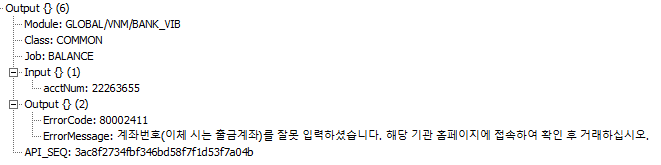 Output {} (6)
Module: GLOBAL/VNM/BANK_VIB
Class: COMMON
Job: BALANCE
Input {} (1)
acctNum: 22263655
Output {} (2)
ErrorCode: 80002411
ErrorMessage: 계좌번호(이체 시는 출금계좌)를 잘못 입력하셨습니다. 해당 기관 홈페이지에 접속하여 확인 후 거래하십시오.
API_SEQ: 3ac8f2734fbf346bd58f7f1d53f7a04b